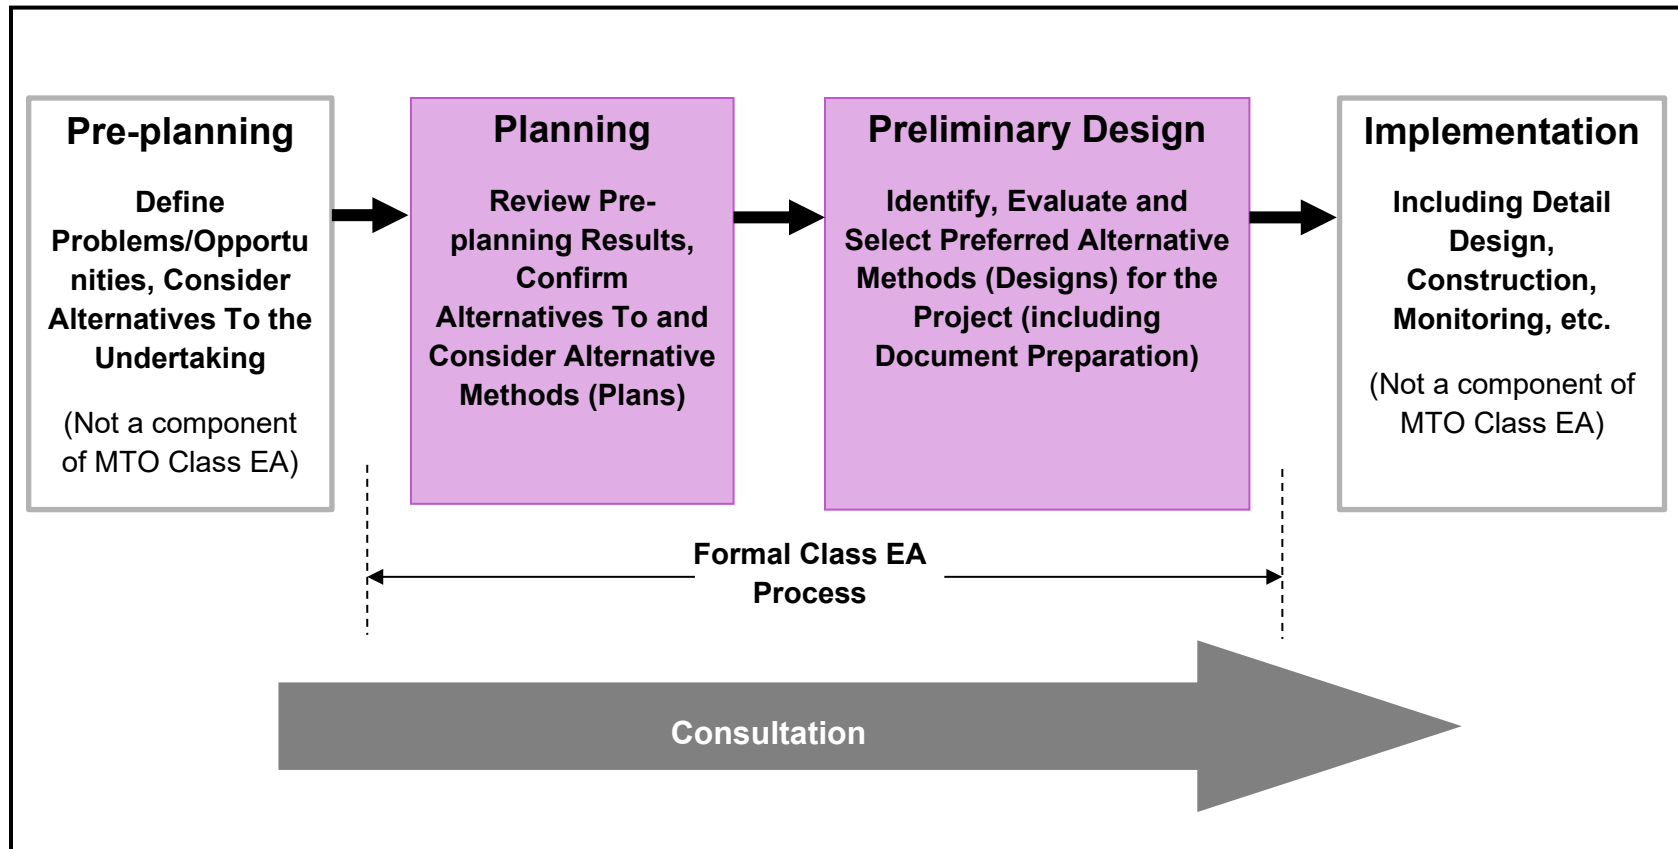 Pre-planning
Define
Problems/Opportu
nities, Consider
Alternatives To the
Undertaking
(Not a component
of MTO Class EA)
Planning
Review Pre-
planning Results,
Confirm
Alternatives To and
Consider Alternative
Methods (Plans)
Preliminary Design
Identify, Evaluate and
Select Preferred Alternative
Methods (Designs) for the
Project (including
Document Preparation)
Implementation
Including Detail
Design,
Construction,
Monitoring, etc.
(Not a component of
MTO Class EA)
Formal Class EA
Process
Consultation